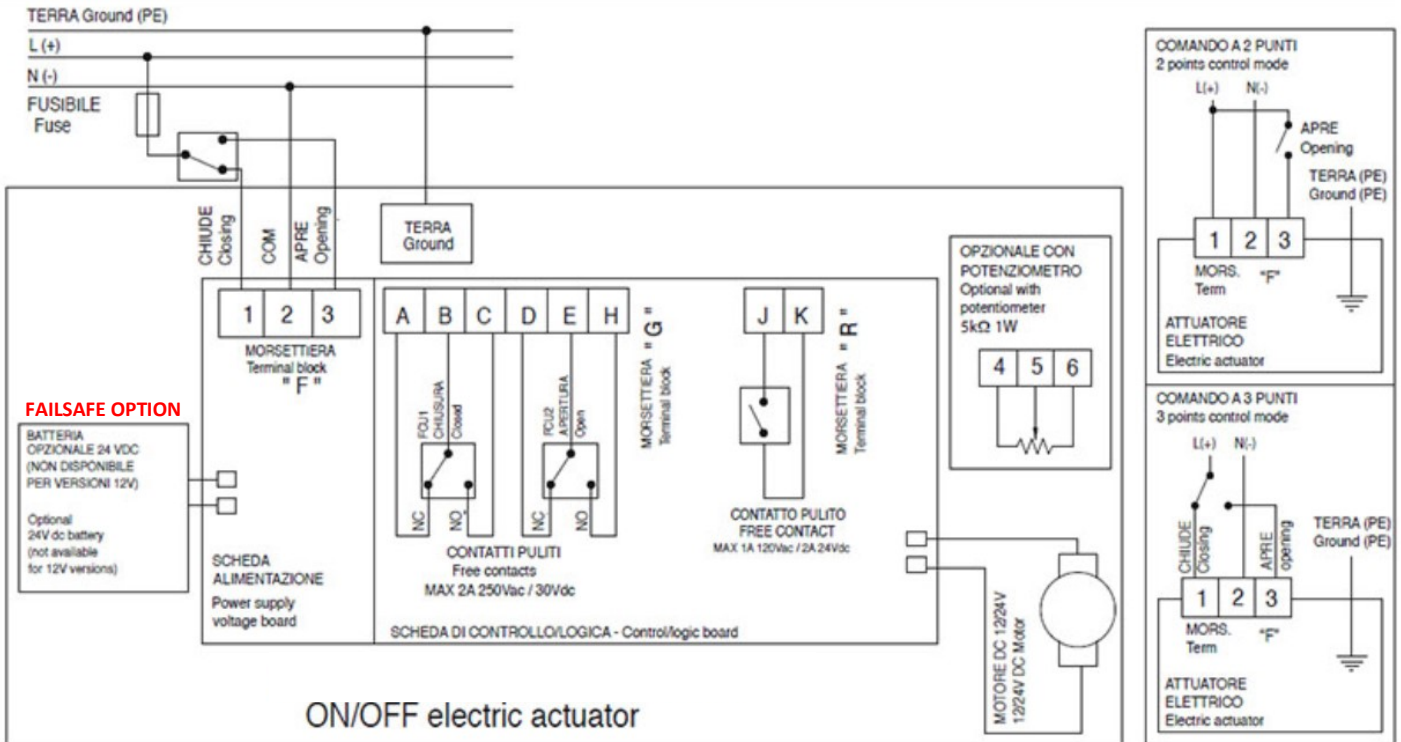 TERRA Ground (PE)
L (+)
N (-)
FUSIBILE
Fuse
CHIUDE
Closing
COM
APRE
Opening
TERRA
Ground
1 2 3
MORSETTIERA
Terminal block
" F "
A B C D E H
MORSETTIERA " G "
Terminal block
FCU1
CHIUSURA
Closed
FCU2
APERTURA
Open
NC
NO
NC
NO
CONTATTI PULITI
Free contacts
MAX 2A 250Vac / 30Vdc
J K
MORSETTIERA " R "
Terminal block
CONTATTO PULITO
FREE CONTACT
MAX 1A 120Vac / 2A 24Vdc
OPZIONALE CON
POTENZIOMETRO
Optional with
potentiometer
5kΩ 1W
4 5 6
FAILSAFE OPTION
BATTERIA
OPZIONALE 24 VDC
(NON DISPONIBILE
PER VERSIONI 12V)
Optional
24V dc battery
(not available
for 12V versions)
SCHEDA
ALIMENTAZIONE
Power supply
voltage board
SCHEDA DI CONTROLLO/LOGICA - Control/logic board
MOTORE DC 12/24V
12/24V DC Motor
ON/OFF electric actuator
COMANDO A 2 PUNTI
2 points control mode
L(+) N(-)
APRE
Opening
TERRA (PE)
Ground (PE)
1 2 3
MORS. "F"
Term
ATTUATORE
ELETTRICO
Electric actuator
COMANDO A 3 PUNTI
3 points control mode
L(+) N(-)
CHIUDE
Closing
APRE
opening
TERRA (PE)
Ground (PE)
1 2 3
MORS. "F"
Term
ATTUATORE
ELETTRICO
Electric actuator